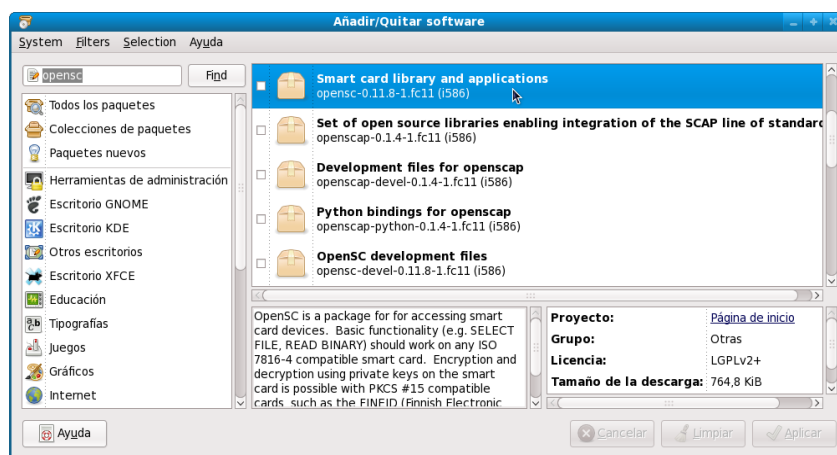 Añadir/Quitar software
System Filters Selection Ayuda
opensc Find
Todos los paquetes
Colecciones de paquetes
Paquetes nuevos
Herramientas de administración
Escritorio GNOME
Escritorio KDE
Otros escritorios
Escritorio XFCE
Educación
Tipografías
Juegos
Gráficos
Internet
Smart card library and applications
opensc-0.11.8-1.fc11 (i586)
Set of open source libraries enabling integration of the SCAP line of standard
openscap-0.1.4-1.fc11 (i586)
Development files for openscap
openscap-devel-0.1.4-1.fc11 (i586)
Python bindings for openscap
openscap-python-0.1.4-1.fc11 (i586)
OpenSC development files
opensc-devel-0.11.8-1.fc11 (i586)
OpenSC is a package for for accessing smart
card devices. Basic functionality (e.g. SELECT
FILE, READ BINARY) should work on any ISO
7816-4 compatible smart card. Encryption and
decryption using private keys on the smart
card is possible with PKCS #15 compatible
cards, such as the FINEID (Finnish Electronic
Proyecto: Página de inicio
Grupo: Otras
Licencia: LGPLv2+
Tamaño de la descarga: 764,8 KiB
Ayuda Cancelar Limpiar Aplicar